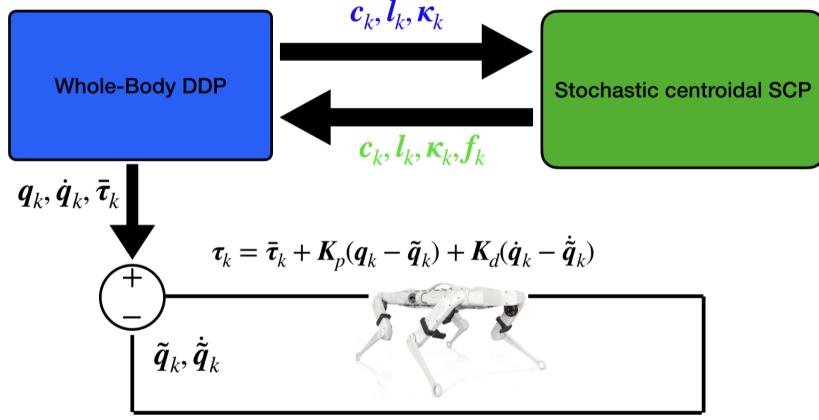 c_k, l_k, κ_k
Whole-Body DDP
Stochastic centroidal SCP
c_k, l_k, κ_k, f_k
q_k, q̇_k, τ̄_k
τ_k = τ̄_k + K_p(q_k − q̃_k) + K_d(q̇_k − q̃̇_k)
+
−
q̃_k, q̃̇_k